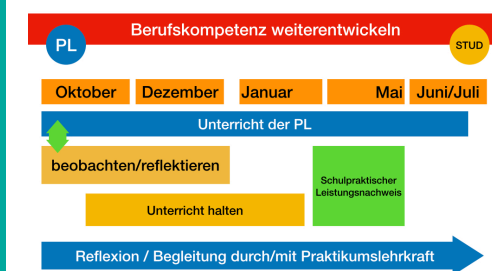 Berufskompetenz weiterentwickeln
PL
STUD
Oktober
Dezember
Januar
Mai
Juni/Juli
Unterricht der PL
beobachten/reflektieren
Schulpraktischer
Leistungsnachweis
Unterricht halten
Reflexion / Begleitung durch/mit Praktikumslehrkraft